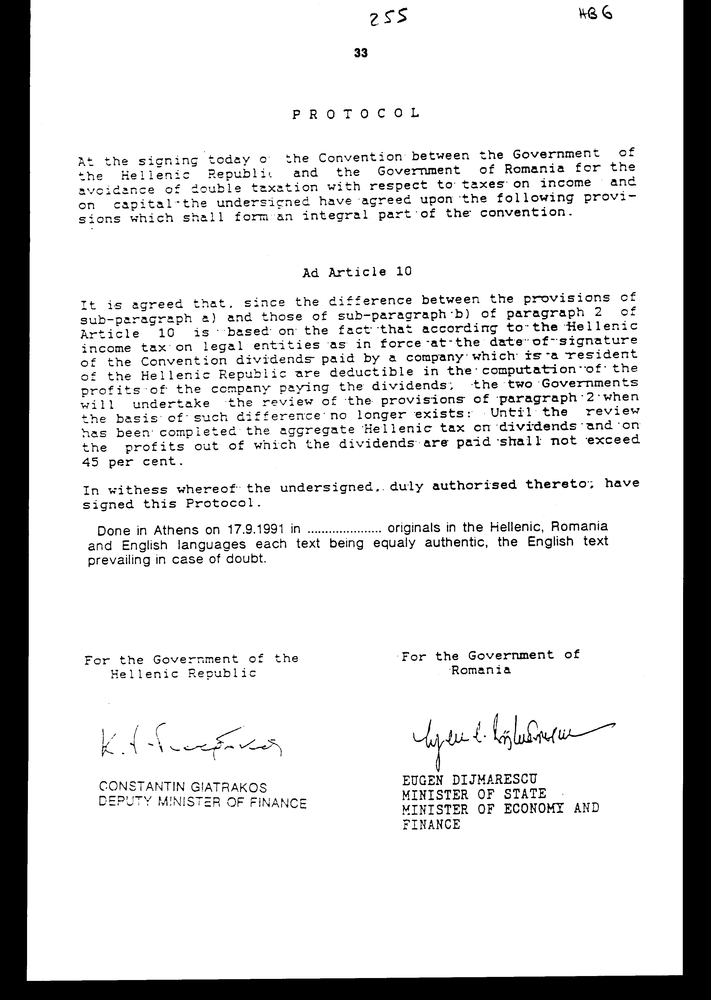 255 HB6
33
P R O T O C O L
At the signing today o the Convention between the Government of
the Hellenic Republic and the Government of Romania for the
avoidance of double taxation with respect to taxes on income and
on capital the undersigned have agreed upon the following provi-
sions which shall form an integral part of the convention.
Ad Article 10
It is agreed that, since the difference between the provisions of
sub-paragraph a) and those of sub-paragraph b) of paragraph 2 of
Article 10 is based on the fact that according to the Hellenic
income tax on legal entities as in force at the date of signature
of the Convention dividends paid by a company which is a resident
of the Hellenic Republic are deductible in the computation of the
profits of the company paying the dividends; the two Governments
will undertake the review of the provisions of paragraph 2 when
the basis of such difference no longer exists: Until the review
has been completed the aggregate Hellenic tax on dividends and on
the profits out of which the dividends are paid shall not exceed
45 per cent.
In withess whereof the undersigned, duly authorised thereto; have
signed this Protocol.
Done in Athens on 17.9.1991 in ..................... originals in the Hellenic, Romania
and English languages each text being equaly authentic, the English text
prevailing in case of doubt.
For the Government of the
Hellenic Republic
For the Government of
Romania
CONSTANTIN GIATRAKOS
DEPUTY MINISTER OF FINANCE
EUGEN DIJMARESCU
MINISTER OF STATE
MINISTER OF ECONOMY AND
FINANCE